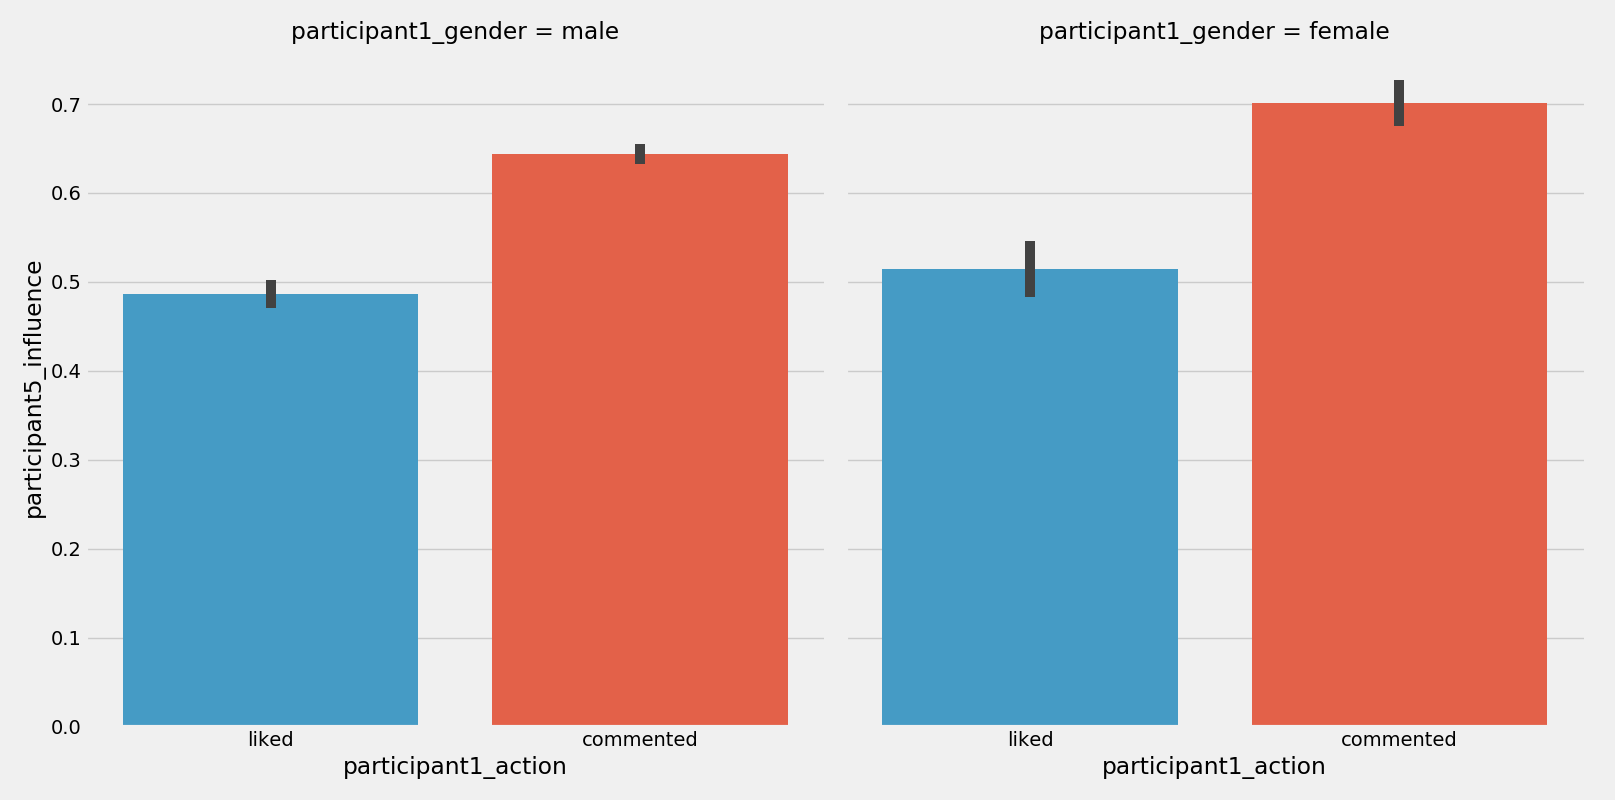 participant1_gender = male
participant1_gender = female
participant5_influence
0.7
0.6
0.5
0.4
0.3
0.2
0.1
0.0
liked commented
liked commented
participant1_action
participant1_action